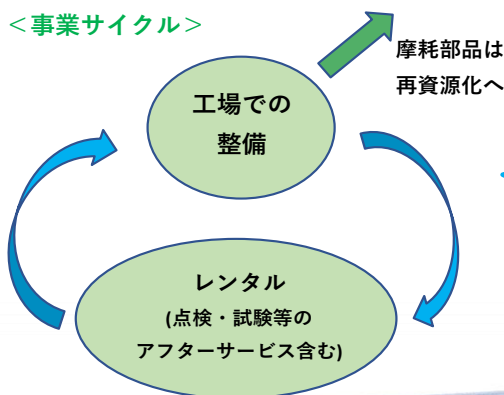 ＜事業サイクル＞
摩耗部品は
再資源化へ
工場での
整備
レンタル
(点検・試験等の
アフターサービス含む)